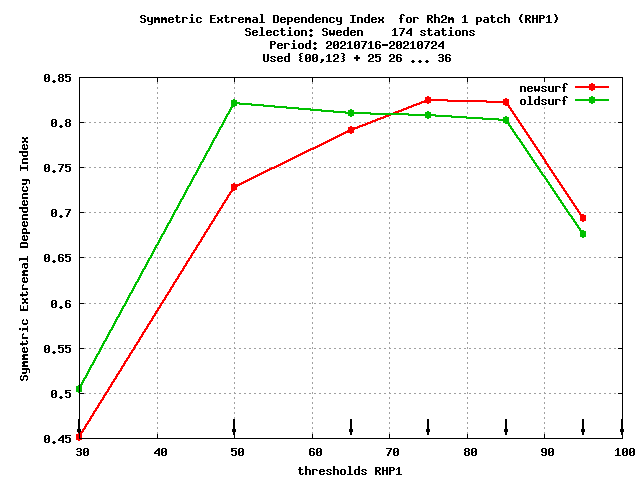 Symmetric Extremal Dependency Index  for Rh2m 1 patch (RHP1)
Selection: Sweden    174 stations
Period: 20210716-20210724
Used {00,12} + 25 26 ... 36
0.85
0.8
0.75
0.7
0.65
0.6
0.55
0.5
0.45
Symmetric Extremal Dependency Index
newsurf
oldsurf
30 40 50 60 70 80 90 100
thresholds RHP1